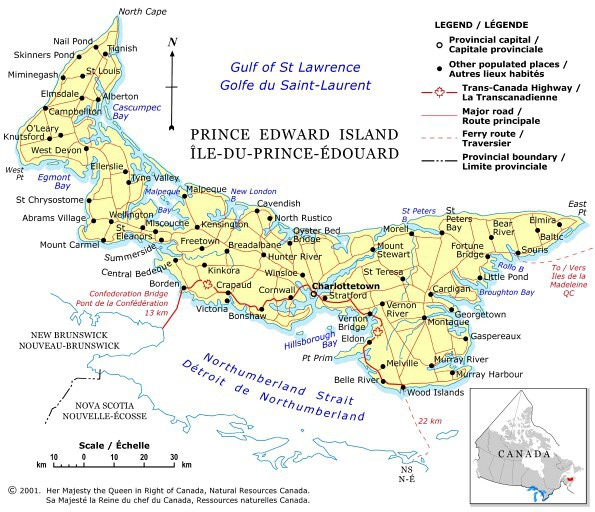 North Cape
Nail Pond
Tignish
Skinners Pond
Miminegash
St Louis
Elmsdale
Alberton
Campbellton
Cascumpec
Bay
O'Leary
Knutsford
West Devon
West
Pt
Egmont
Bay
Ellerslie
Tyne Valley
Malpeque
Bay
Malpeque
New London
B
Cavendish
North Rustico
St Chrysostome
Abrams Village
Wellington
Miscouche
Mount Carmel
St
Eleanors
Summerside
Kensington
Oyster Bed
Bridge
Freetown
Breadalbane
Hunter River
Central Bedeque
Kinkora
Winsloe
Borden
Crapaud
Cornwall
Charlottetown
Stratford
Victoria
Bonshaw
Confederation Bridge
Pont de la Confédération
13 km
Gulf of St Lawrence
Golfe du Saint-Laurent
PRINCE EDWARD ISLAND
ÎLE-DU-PRINCE-ÉDOUARD
N
LEGEND / LÉGENDE
Provincial capital /
Capitale provinciale
Other populated places /
Autres lieux habités
Trans-Canada Highway /
La Transcanadienne
Major road /
Route principale
Ferry route /
Traversier
Provincial boundary /
Limite provinciale
St Peters
B
St
Peters
Bay
Morell
Mount
Stewart
Bear
River
Elmira
East
Pt
Baltic
Fortune
Bridge
Souris
Rollo B
Little Pond
Broughton Bay
To / Vers
Îles de la
Madeleine
QC
St Teresa
Cardigan
Vernon
River
Georgetown
Vernon
Bridge
Montague
Hillsborough
Bay
Eldon
Gaspereaux
Pt Prim
Melville
Murray River
Murray Harbour
Belle River
Wood Islands
22 km
NEW BRUNSWICK
NOUVEAU-BRUNSWICK
Northumberland Strait
Détroit de Northumberland
NOVA SCOTIA
NOUVELLE-ÉCOSSE
NS
N-É
CANADA
Scale / Échelle
10 0 10 20 30
km km
© 2001. Her Majesty the Queen in Right of Canada, Natural Resources Canada.
Sa Majesté la Reine du chef du Canada, Ressources naturelles Canada.